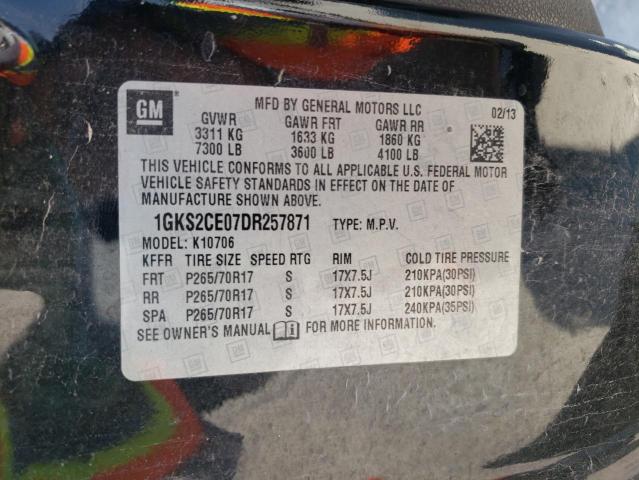 GM
MFD BY GENERAL MOTORS LLC
02/13
GVWR GAWR FRT GAWR RR
3311 KG 1633 KG 1860 KG
7300 LB 3600 LB 4100 LB
THIS VEHICLE CONFORMS TO ALL APPLICABLE U.S. FEDERAL MOTOR
VEHICLE SAFETY STANDARDS IN EFFECT ON THE DATE OF
MANUFACTURE SHOWN ABOVE.
1GKS2CE07DR257871 TYPE: M.P.V.
MODEL: K10706
KFFR TIRE SIZE SPEED RTG RIM COLD TIRE PRESSURE
FRT P265/70R17 S 17X7.5J 210KPA(30PSI)
RR P265/70R17 S 17X7.5J 210KPA(30PSI)
SPA P265/70R17 S 17X7.5J 240KPA(35PSI)
SEE OWNER'S MANUAL FOR MORE INFORMATION.